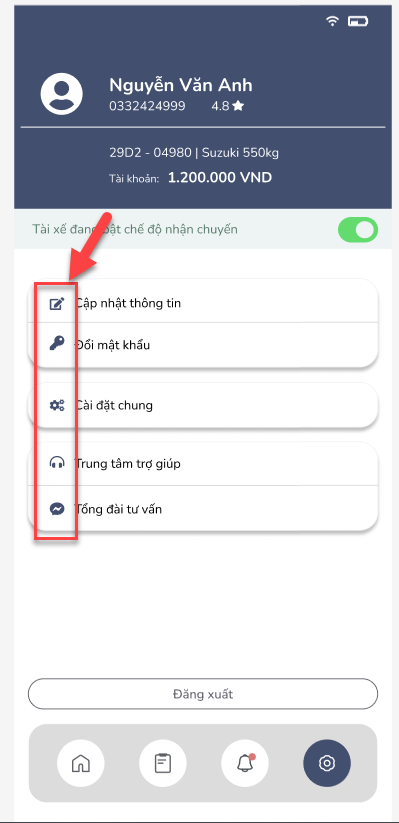 Nguyễn Văn Anh
0332424999 4.8
29D2 - 04980 | Suzuki 550kg
Tài khoản: 1.200.000 VND
Tài xế đang bật chế độ nhận chuyến
Cập nhật thông tin
Đổi mật khẩu
Cài đặt chung
Trung tâm trợ giúp
Tổng đài tư vấn
Đăng xuất